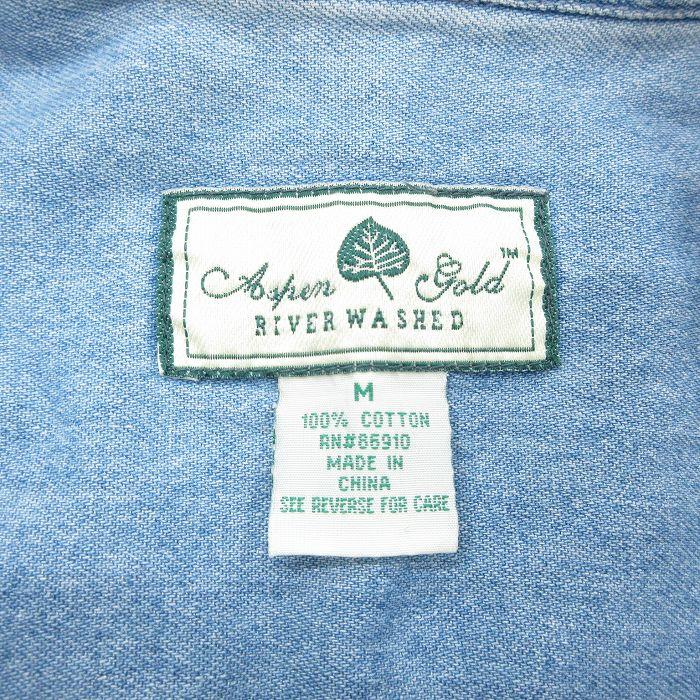 Aspen Gold™
RIVER WASHED
M
100% COTTON
RN#86910
MADE IN
CHINA
SEE REVERSE FOR CARE